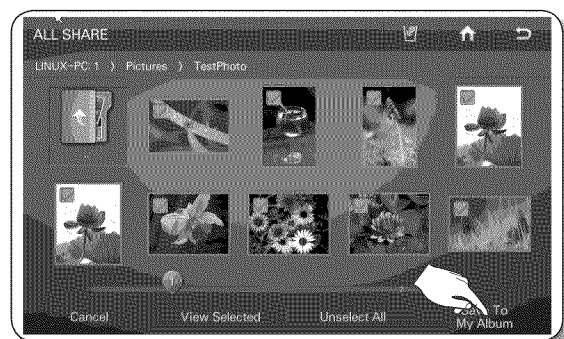 ALL SHARE
LINUX-PC: 1 ) Pictures ) TestPhoto
Cancel View Selected Unselect All To
My Album